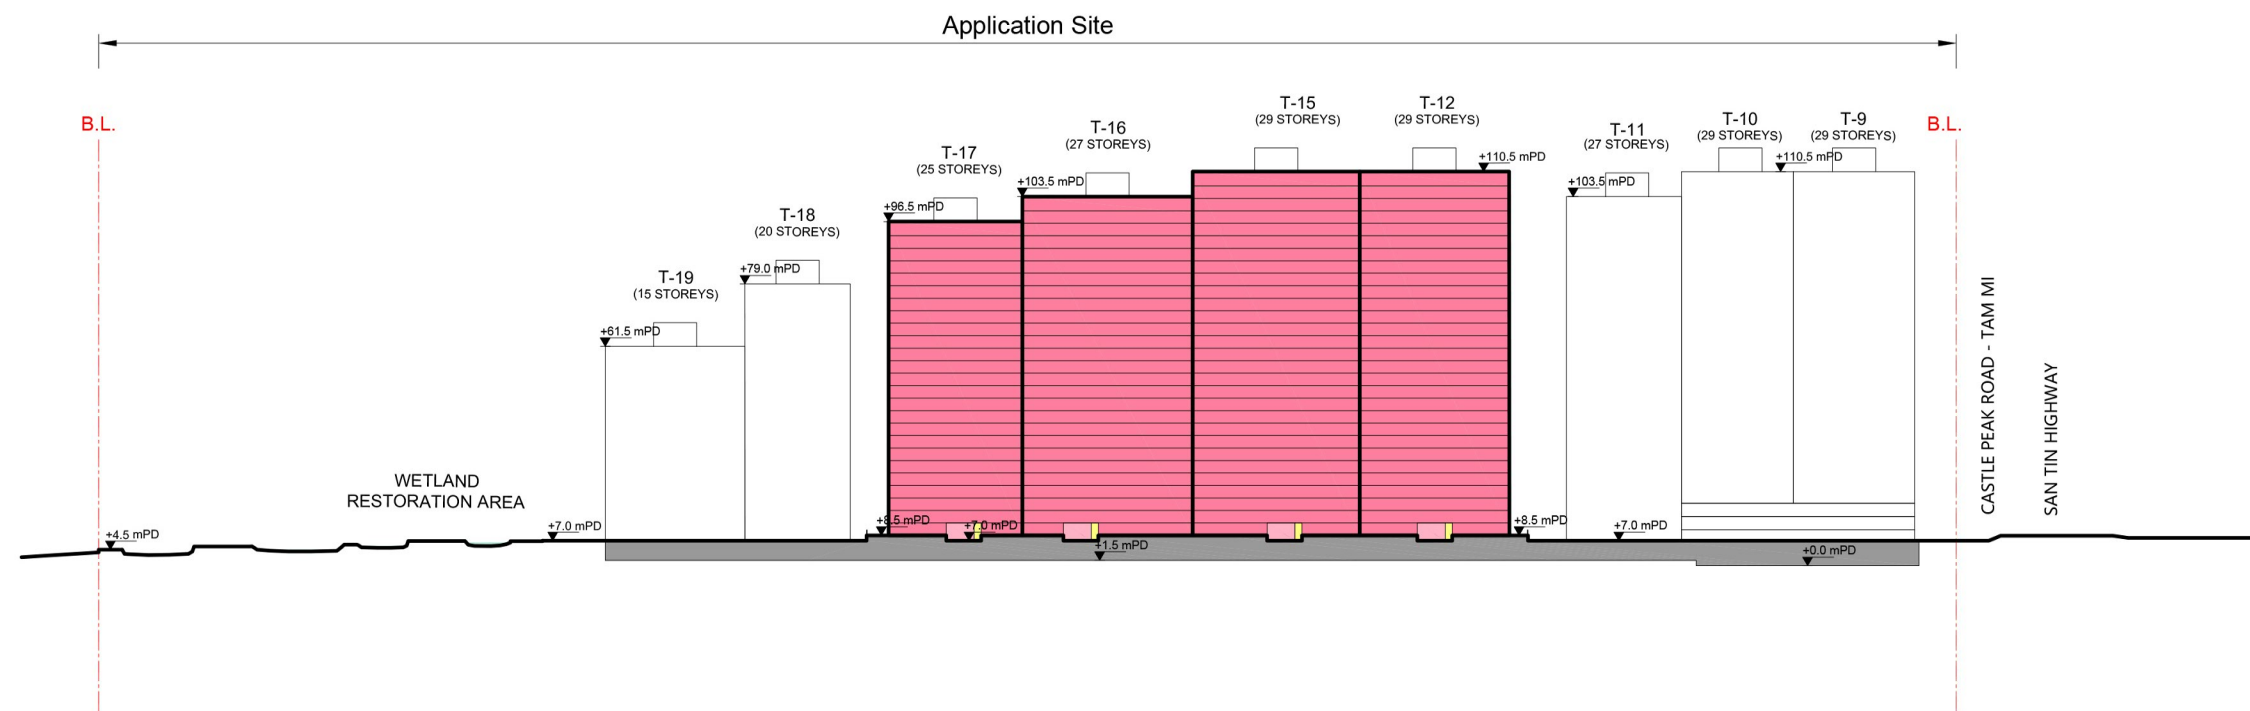 Application Site
B.L.
B.L.
T-15
(29 STOREYS)
T-12
(29 STOREYS)
T-16
(27 STOREYS)
T-11
(27 STOREYS)
T-10
(29 STOREYS)
T-9
(29 STOREYS)
T-17
(25 STOREYS)
T-18
(20 STOREYS)
T-19
(15 STOREYS)
+110.5 mPD
+110.5 mPD
+103.5 mPD
+103.5 mPD
+96.5 mPD
+79.0 mPD
+61.5 mPD
WETLAND
RESTORATION AREA
+4.5 mPD
+7.0 mPD
+8.5 mPD
+7.0 mPD
+1.5 mPD
+8.5 mPD
+7.0 mPD
+0.0 mPD
CASTLE PEAK ROAD - TAM MI
SAN TIN HIGHWAY